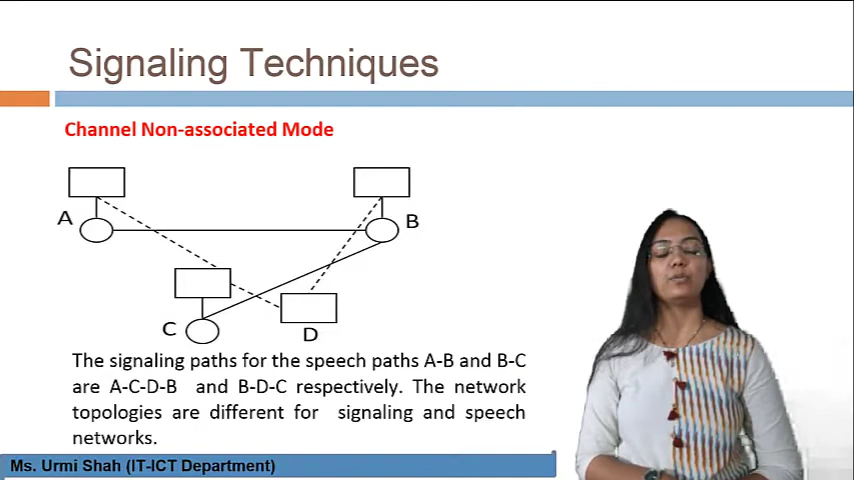 Signaling Techniques
Channel Non-associated Mode
A
B
C
D
The signaling paths for the speech paths A-B and B-C
are A-C-D-B and B-D-C respectively. The network
topologies are different for signaling and speech
networks.
Ms. Urmi Shah (IT-ICT Department)